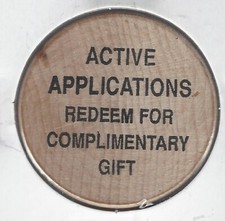 ACTIVE
APPLICATIONS
REDEEM FOR
COMPLIMENTARY
GIFT